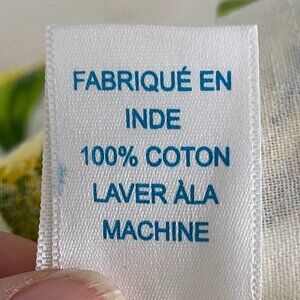 FABRIQUÉ EN
INDE
100% COTON
LAVER ÀLA
MACHINE